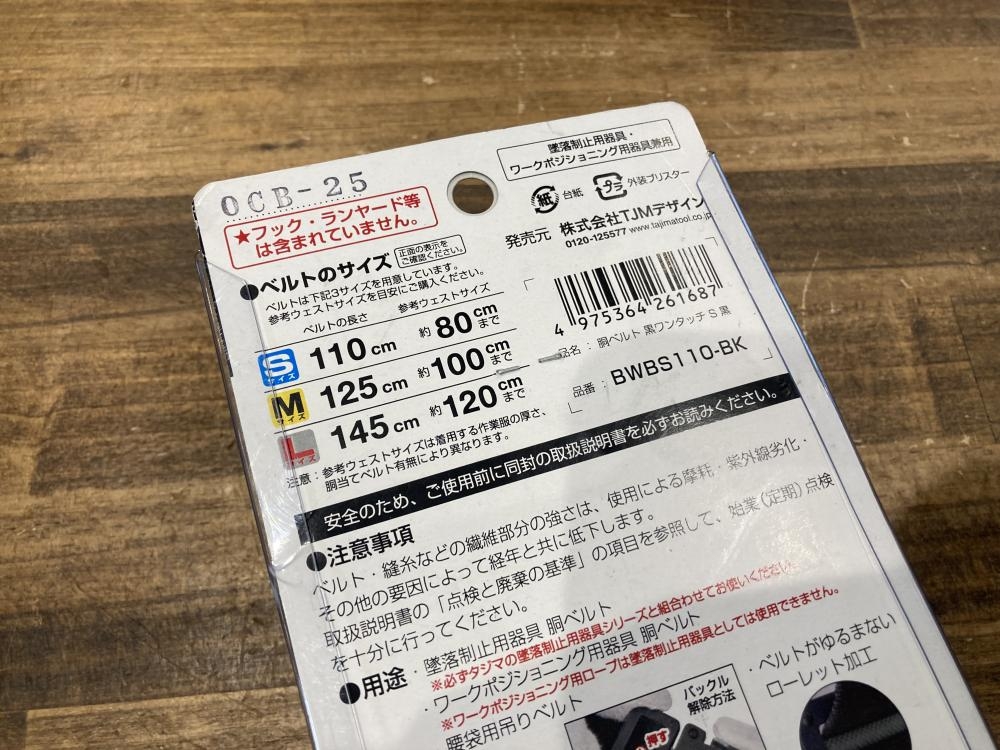 OCB-25
★フック・ランヤード等
は含まれていません。
墜落制止用器具・
ワークポジショニング用器具兼用
紙 台紙 プラ 外装ブリスター
発売元 株式会社TJMデザイン
0120-125577 www.tajimatool.co.jp
●ベルトのサイズ
正面の表示を
ご確認ください。
ベルトは下記3サイズを用意しています。
参考ウェストサイズを目安にご購入ください。
ベルトの長さ 参考ウェストサイズ
Sサイズ 110cm 約80cmまで
Mサイズ 125cm 約100cmまで
Lサイズ 145cm 約120cmまで
注意：参考ウェストサイズは着用する作業服の厚さ、
胴当てベルト有無により異なります。
4 975364 261687
品名：胴ベルト 黒ワンタッチ S 黒
品番：BWBS110-BK
安全のため、ご使用前に同封の取扱説明書を必ずお読みください。
●注意事項
ベルト・縫糸などの繊維部分の強さは、使用による摩耗・紫外線劣化・
その他の要因によって経年と共に低下します。
取扱説明書の「点検と廃棄の基準」の項目を参照して、始業(定期)点検
を十分に行ってください。
●用途
・墜落制止用器具 胴ベルト
※必ずタジマの墜落制止用器具シリーズと組合わせてお使いください。
・ワークポジショニング用器具 胴ベルト
※ワークポジショニング用ロープは墜落制止用器具としては使用できません。
腰袋用吊りベルト
バックル
解除方法
押す
・ベルトがゆるまない
ローレット加工